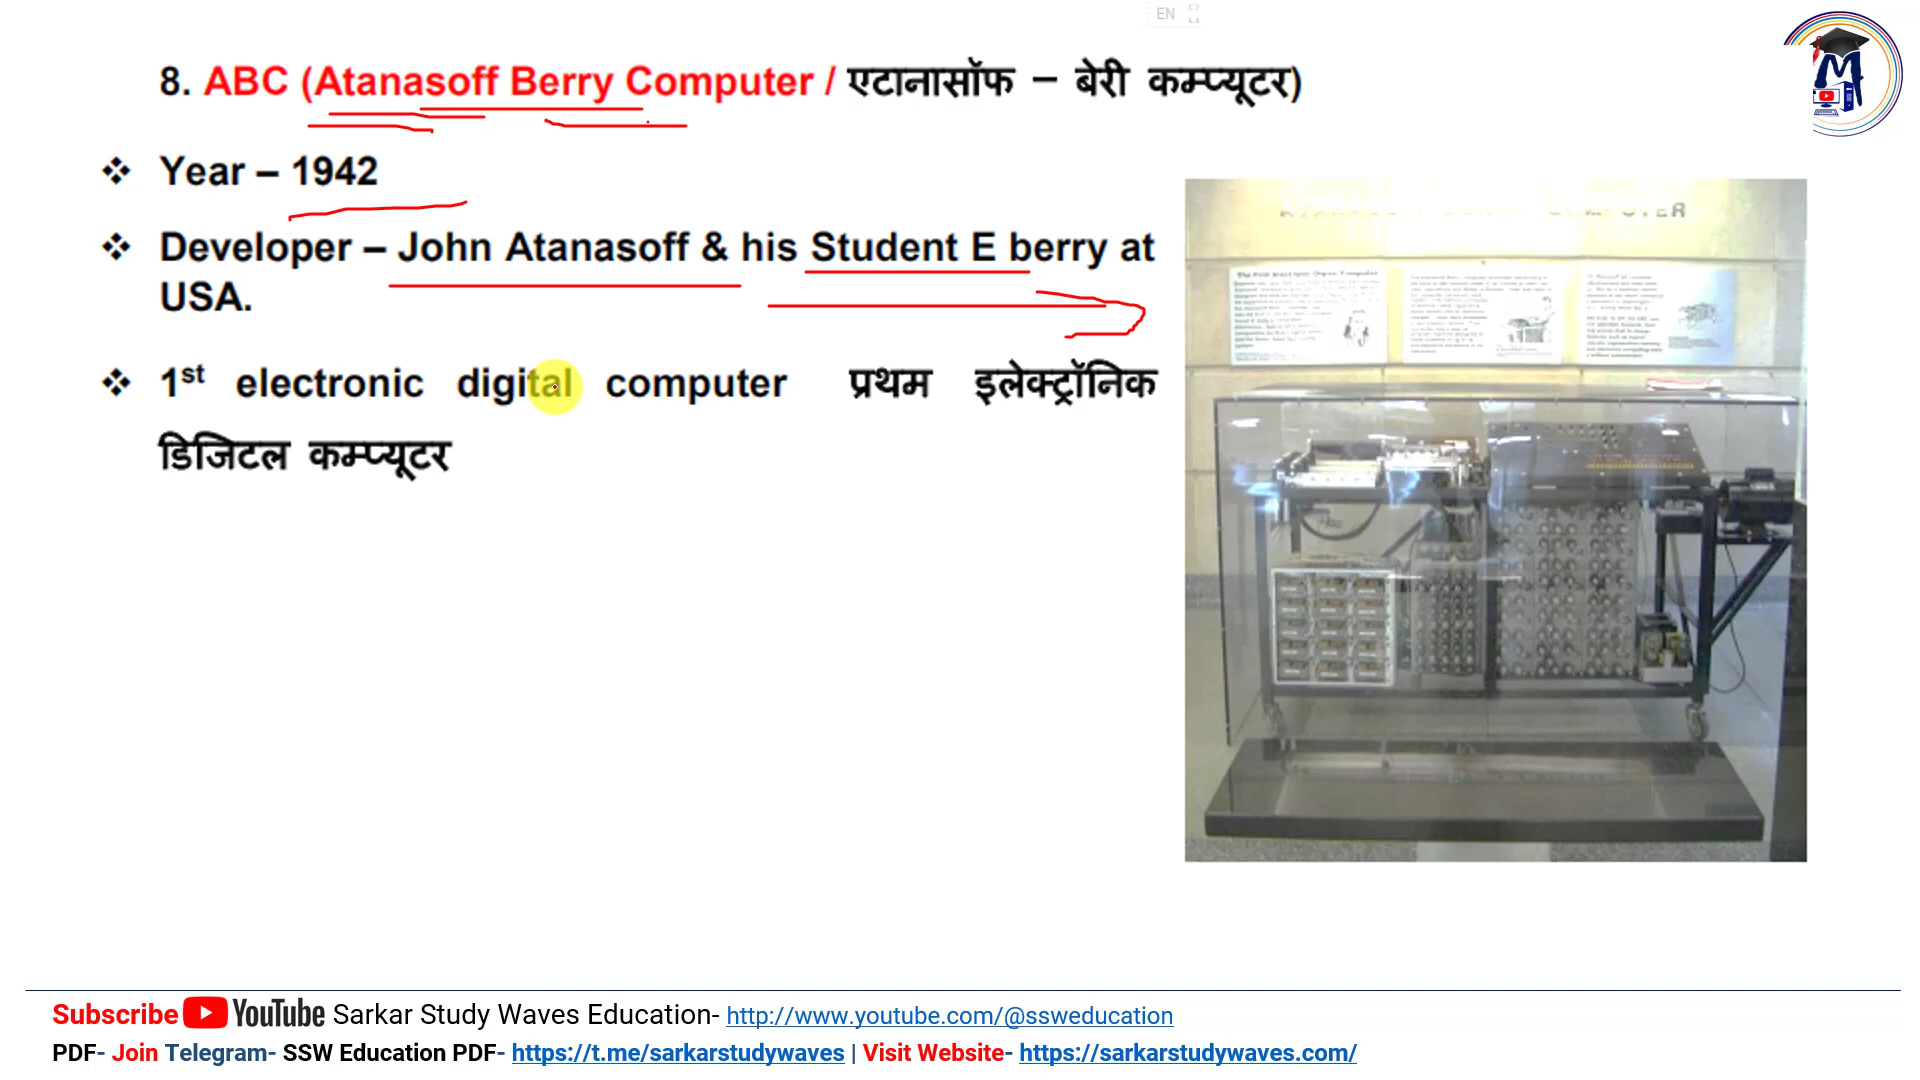 EN
8. ABC (Atanasoff Berry Computer / एटानासॉफ – बेरी कम्प्यूटर)
❖ Year – 1942
❖ Developer – John Atanasoff & his Student E berry at
USA.
❖ 1st electronic digital computer प्रथम इलेक्ट्रॉनिक
डिजिटल कम्प्यूटर
Subscribe YouTube Sarkar Study Waves Education- http://www.youtube.com/@ssweducation
PDF- Join Telegram- SSW Education PDF- https://t.me/sarkarstudywaves | Visit Website- https://sarkarstudywaves.com/